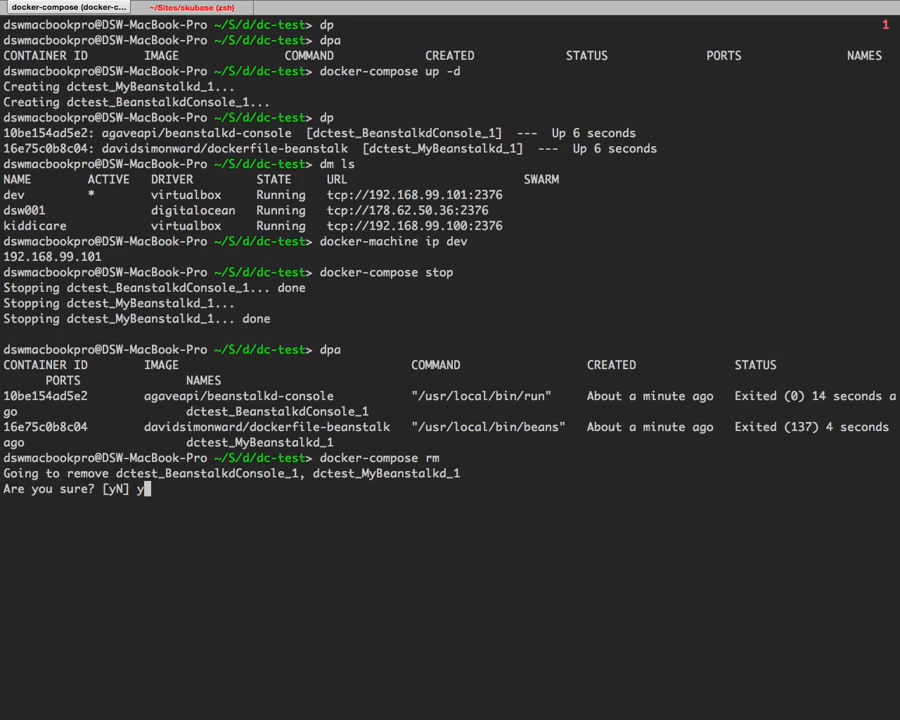 docker-compose (docker-c...
~/Sites/skubase (zsh)
dswmacbookpro@DSW-MacBook-Pro ~/S/d/dc-test> dp
1
dswmacbookpro@DSW-MacBook-Pro ~/S/d/dc-test> dpa
CONTAINER ID IMAGE COMMAND CREATED STATUS PORTS NAMES
dswmacbookpro@DSW-MacBook-Pro ~/S/d/dc-test> docker-compose up -d
Creating dctest_MyBeanstalkd_1...
Creating dctest_BeanstalkdConsole_1...
dswmacbookpro@DSW-MacBook-Pro ~/S/d/dc-test> dp
10be154ad5e2: agaveapi/beanstalkd-console [dctest_BeanstalkdConsole_1] --- Up 6 seconds
16e75c0b8c04: davidsimonward/dockerfile-beanstalk [dctest_MyBeanstalkd_1] --- Up 6 seconds
dswmacbookpro@DSW-MacBook-Pro ~/S/d/dc-test> dm ls
NAME ACTIVE DRIVER STATE URL SWARM
dev * virtualbox Running tcp://192.168.99.101:2376
dsw001 digitalocean Running tcp://178.62.50.36:2376
kiddicare virtualbox Running tcp://192.168.99.100:2376
dswmacbookpro@DSW-MacBook-Pro ~/S/d/dc-test> docker-machine ip dev
192.168.99.101
dswmacbookpro@DSW-MacBook-Pro ~/S/d/dc-test> docker-compose stop
Stopping dctest_BeanstalkdConsole_1... done
Stopping dctest_MyBeanstalkd_1...
Stopping dctest_MyBeanstalkd_1... done
dswmacbookpro@DSW-MacBook-Pro ~/S/d/dc-test> dpa
CONTAINER ID IMAGE COMMAND CREATED STATUS
PORTS NAMES
10be154ad5e2 agaveapi/beanstalkd-console "/usr/local/bin/run" About a minute ago Exited (0) 14 seconds a
go dctest_BeanstalkdConsole_1
16e75c0b8c04 davidsimonward/dockerfile-beanstalk "/usr/local/bin/beans" About a minute ago Exited (137) 4 seconds
ago dctest_MyBeanstalkd_1
dswmacbookpro@DSW-MacBook-Pro ~/S/d/dc-test> docker-compose rm
Going to remove dctest_BeanstalkdConsole_1, dctest_MyBeanstalkd_1
Are you sure? [yN] y